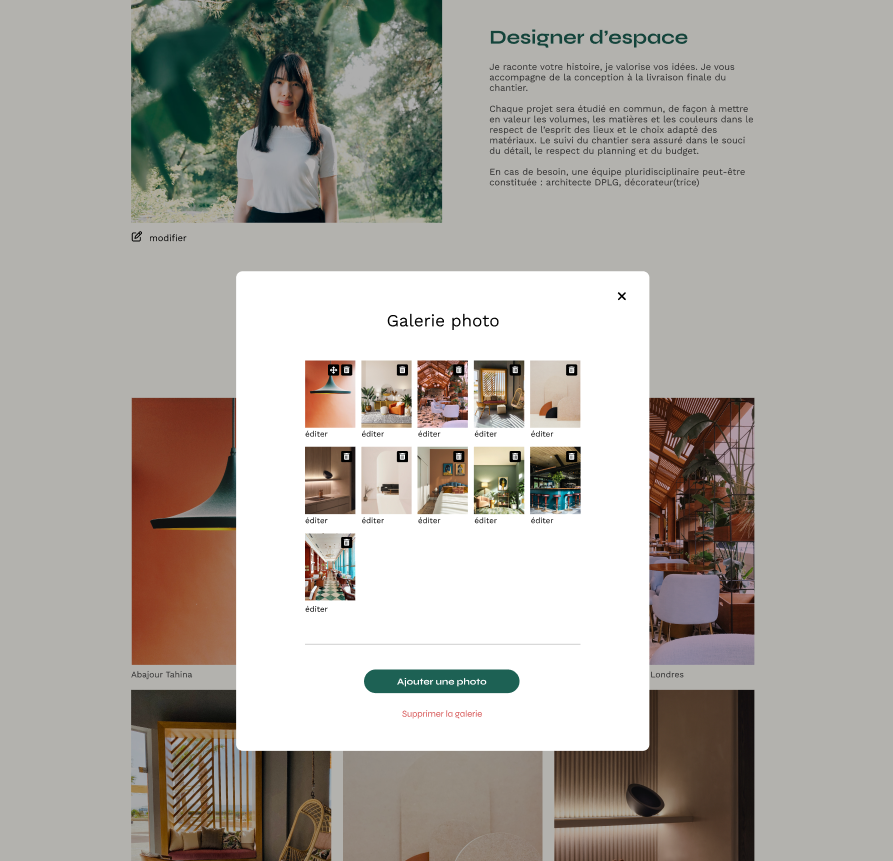 Designer d’espace
Je raconte votre histoire, je valorise vos idées. Je vous
accompagne de la conception à la livraison finale du
chantier.
Chaque projet sera étudié en commun, de façon à mettre
en valeur les volumes, les matières et les couleurs dans le
respect de l’esprit des lieux et le choix adapté des
matériaux. Le suivi du chantier sera assuré dans le souci
du détail, le respect du planning et du budget.
En cas de besoin, une équipe pluridisciplinaire peut-être
constituée : architecte DPLG, décorateur(trice)
modifier
Galerie photo
éditer éditer éditer éditer éditer
éditer éditer éditer éditer éditer
éditer
Abajour Tahina
Londres
Ajouter une photo
Supprimer la galerie